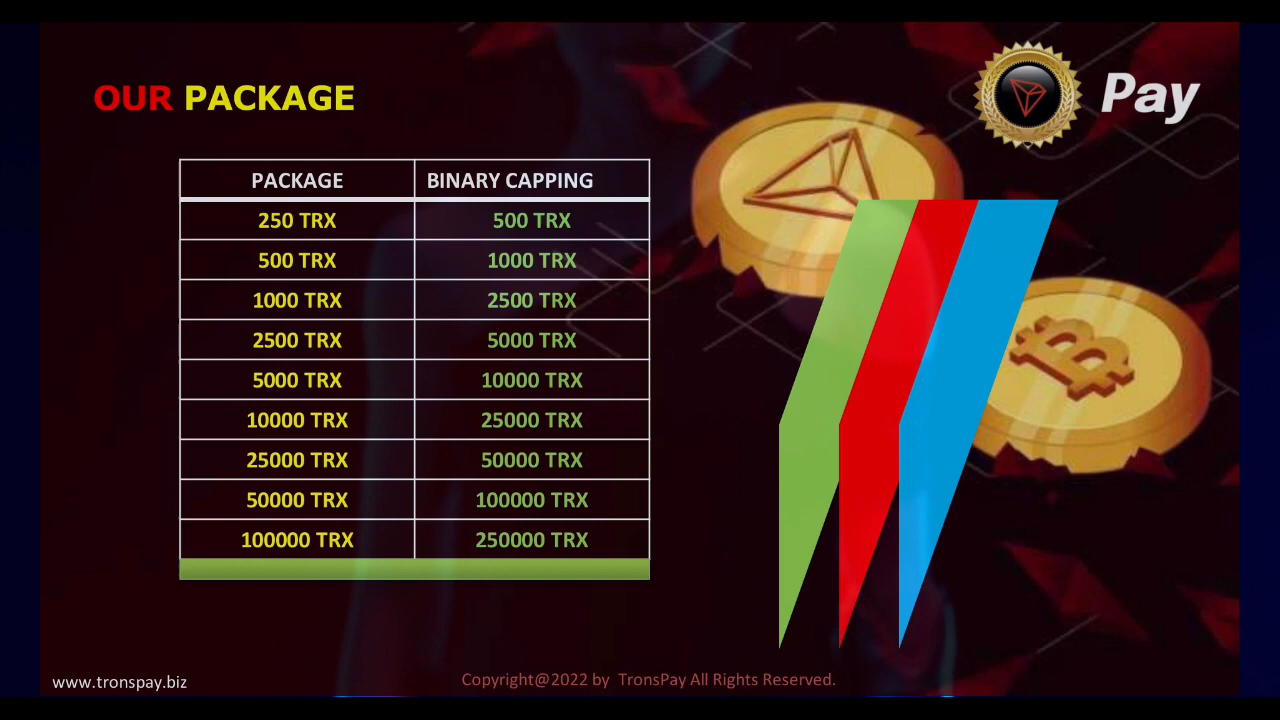 OUR PACKAGE
Pay
PACKAGE BINARY CAPPING
250 TRX 500 TRX
500 TRX 1000 TRX
1000 TRX 2500 TRX
2500 TRX 5000 TRX
5000 TRX 10000 TRX
10000 TRX 25000 TRX
25000 TRX 50000 TRX
50000 TRX 100000 TRX
100000 TRX 250000 TRX
www.tronspay.biz
Copyright@2022 by TronsPay All Rights Reserved.